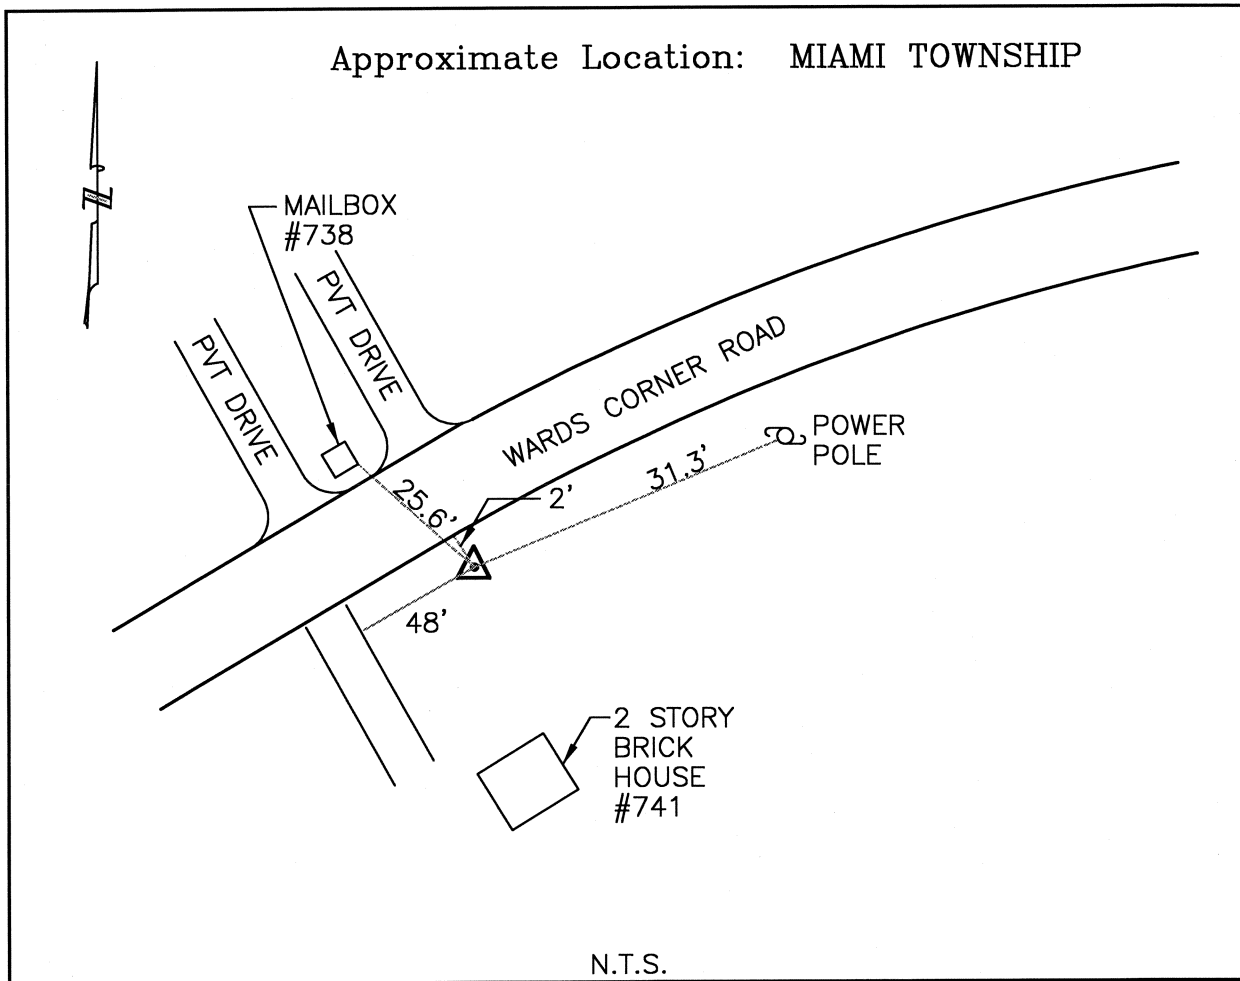 Approximate Location: MIAMI TOWNSHIP
N
MAILBOX
#738
PVT DRIVE
PVT DRIVE
WARDS CORNER ROAD
POWER
POLE
31.3'
25.6'
2'
48'
2 STORY
BRICK
HOUSE
#741
N.T.S.